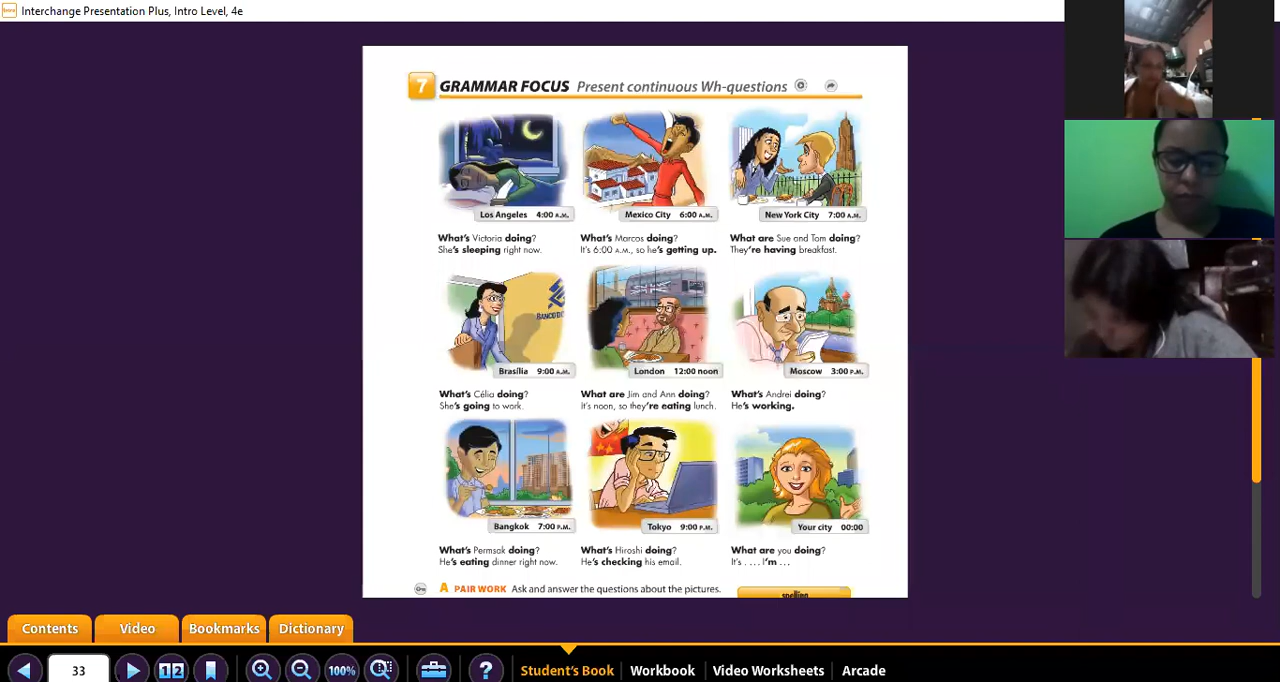 Intro
Interchange Presentation Plus, Intro Level, 4e
7 GRAMMAR FOCUS Present continuous Wh-questions
Los Angeles 4:00 A.M.
Mexico City 6:00 A.M.
New York City 7:00 A.M.
What's Victoria doing?
She's sleeping right now.
What's Marcos doing?
It's 6:00 A.M., so he's getting up.
What are Sue and Tom doing?
They're having breakfast.
BANCO DO
Brasília 9:00 A.M.
London 12:00 noon
Moscow 3:00 P.M.
What's Célia doing?
She's going to work.
What are Jim and Ann doing?
It's noon, so they're eating lunch.
What's Andrei doing?
He's working.
Bangkok 7:00 P.M.
Tokyo 9:00 P.M.
Your city 00:00
What's Permsak doing?
He's eating dinner right now.
What's Hiroshi doing?
He's checking his email.
What are you doing?
It's . . . . I'm . . .
A PAIR WORK Ask and answer the questions about the pictures.
spelling
Contents Video Bookmarks Dictionary
33 1 2 100% ? Student's Book Workbook Video Worksheets Arcade